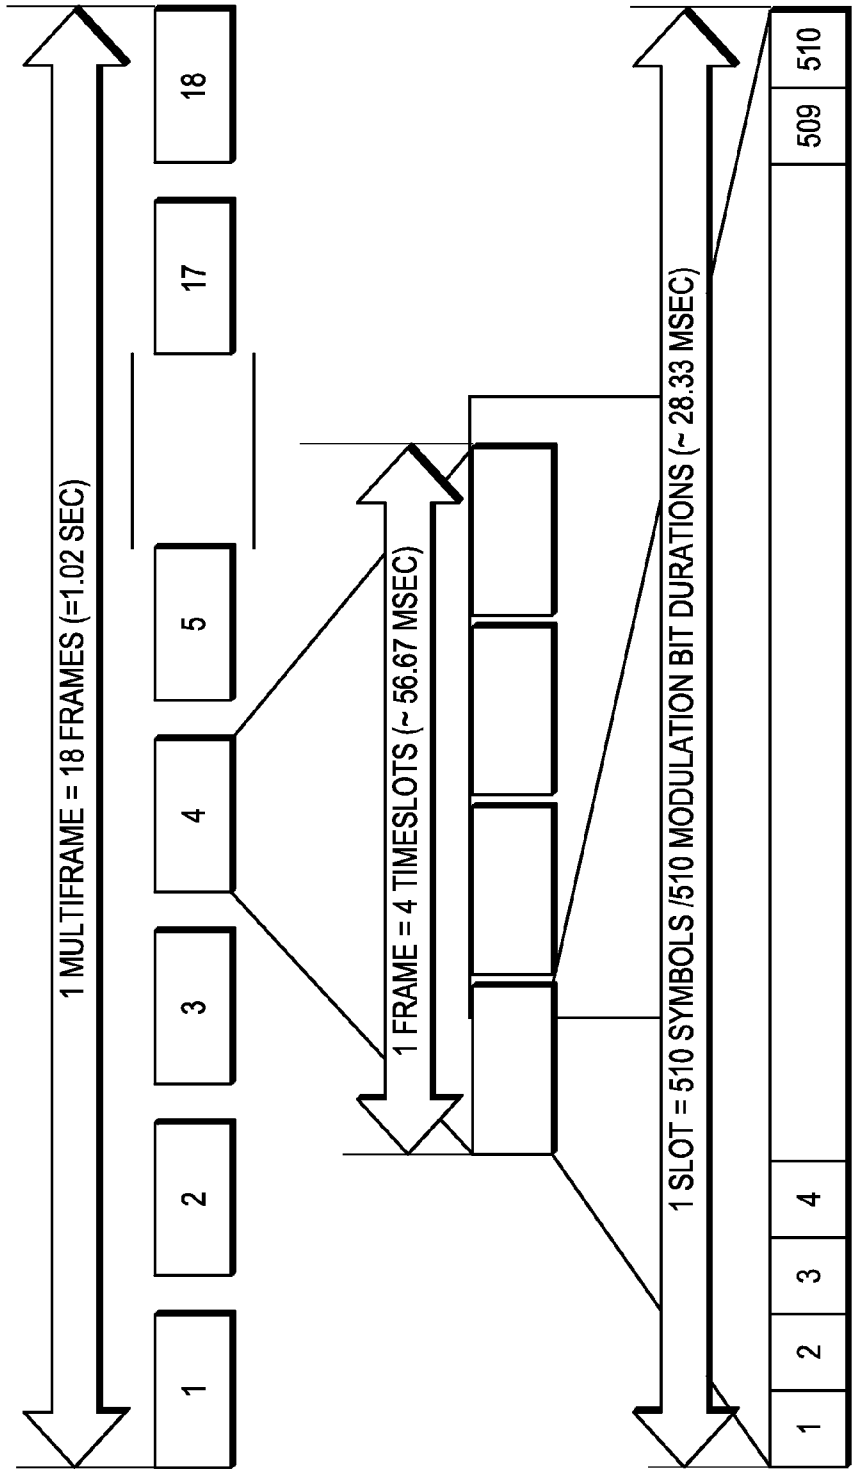 1 MULTIFRAME = 18 FRAMES (=1.02 SEC)
1 2 3 4 5 17 18
1 FRAME = 4 TIMESLOTS (~ 56.67 MSEC)
1 SLOT = 510 SYMBOLS /510 MODULATION BIT DURATIONS (~ 28.33 MSEC)
1 2 3 4 509 510